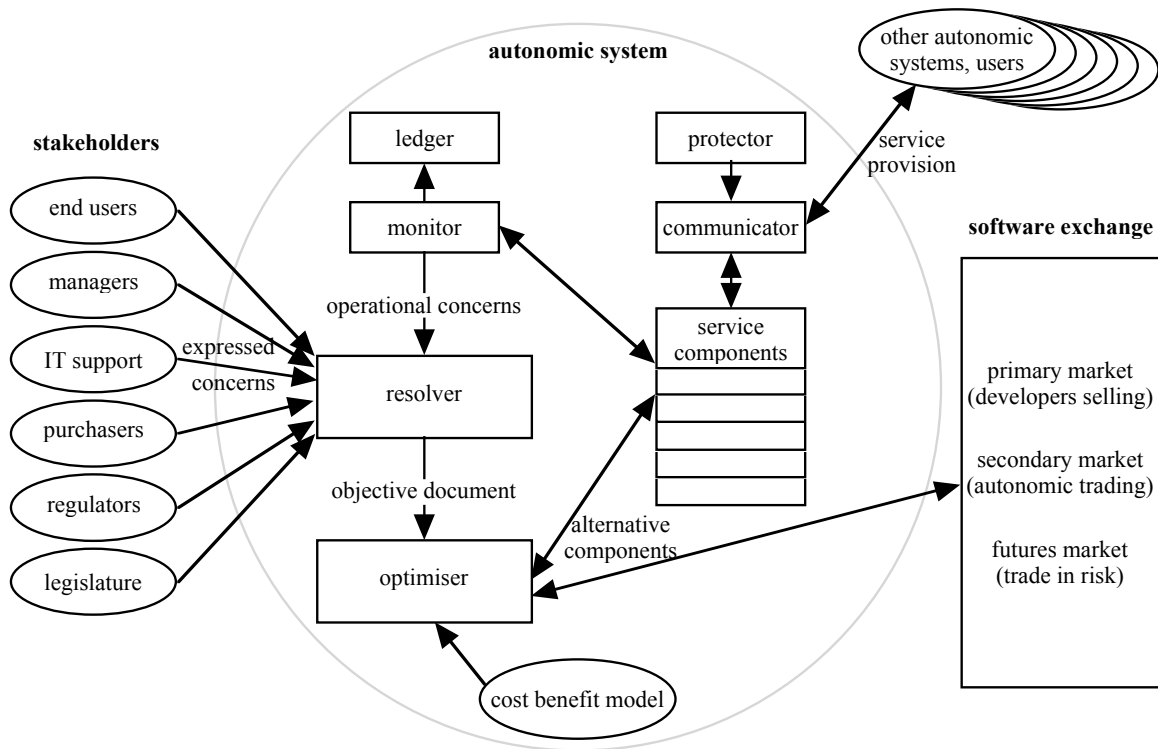 other autonomic
systems, users
autonomic system
stakeholders
ledger
protector
service
provision
end users
monitor
communicator
software exchange
managers
operational concerns
service
components
IT support
expressed
concerns
resolver
primary market
(developers selling)
purchasers
secondary market
(autonomic trading)
regulators
objective document
alternative
components
futures market
(trade in risk)
legislature
optimiser
cost benefit model